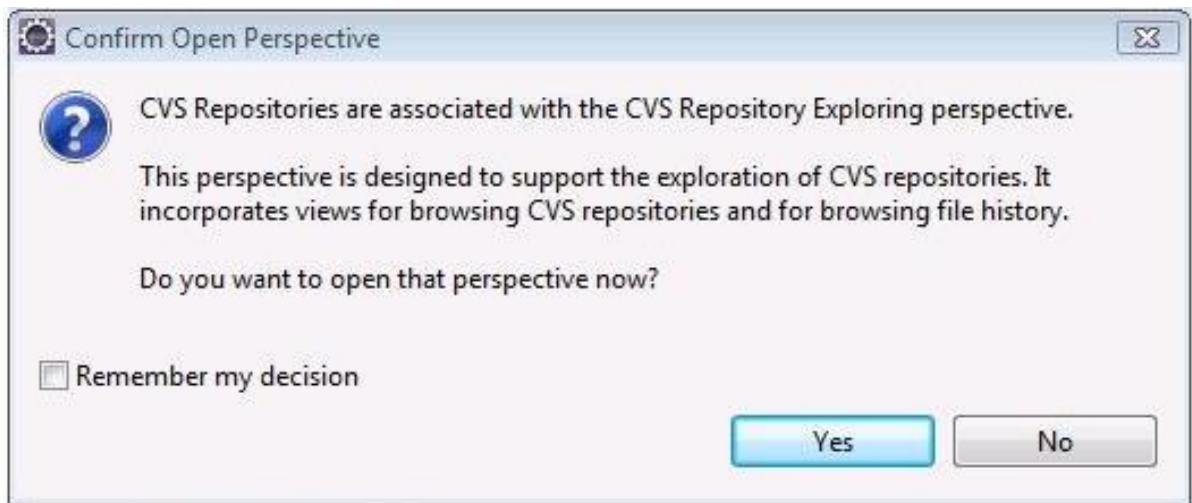 Confirm Open Perspective
CVS Repositories are associated with the CVS Repository Exploring perspective.
This perspective is designed to support the exploration of CVS repositories. It
incorporates views for browsing CVS repositories and for browsing file history.
Do you want to open that perspective now?
Remember my decision
Yes No